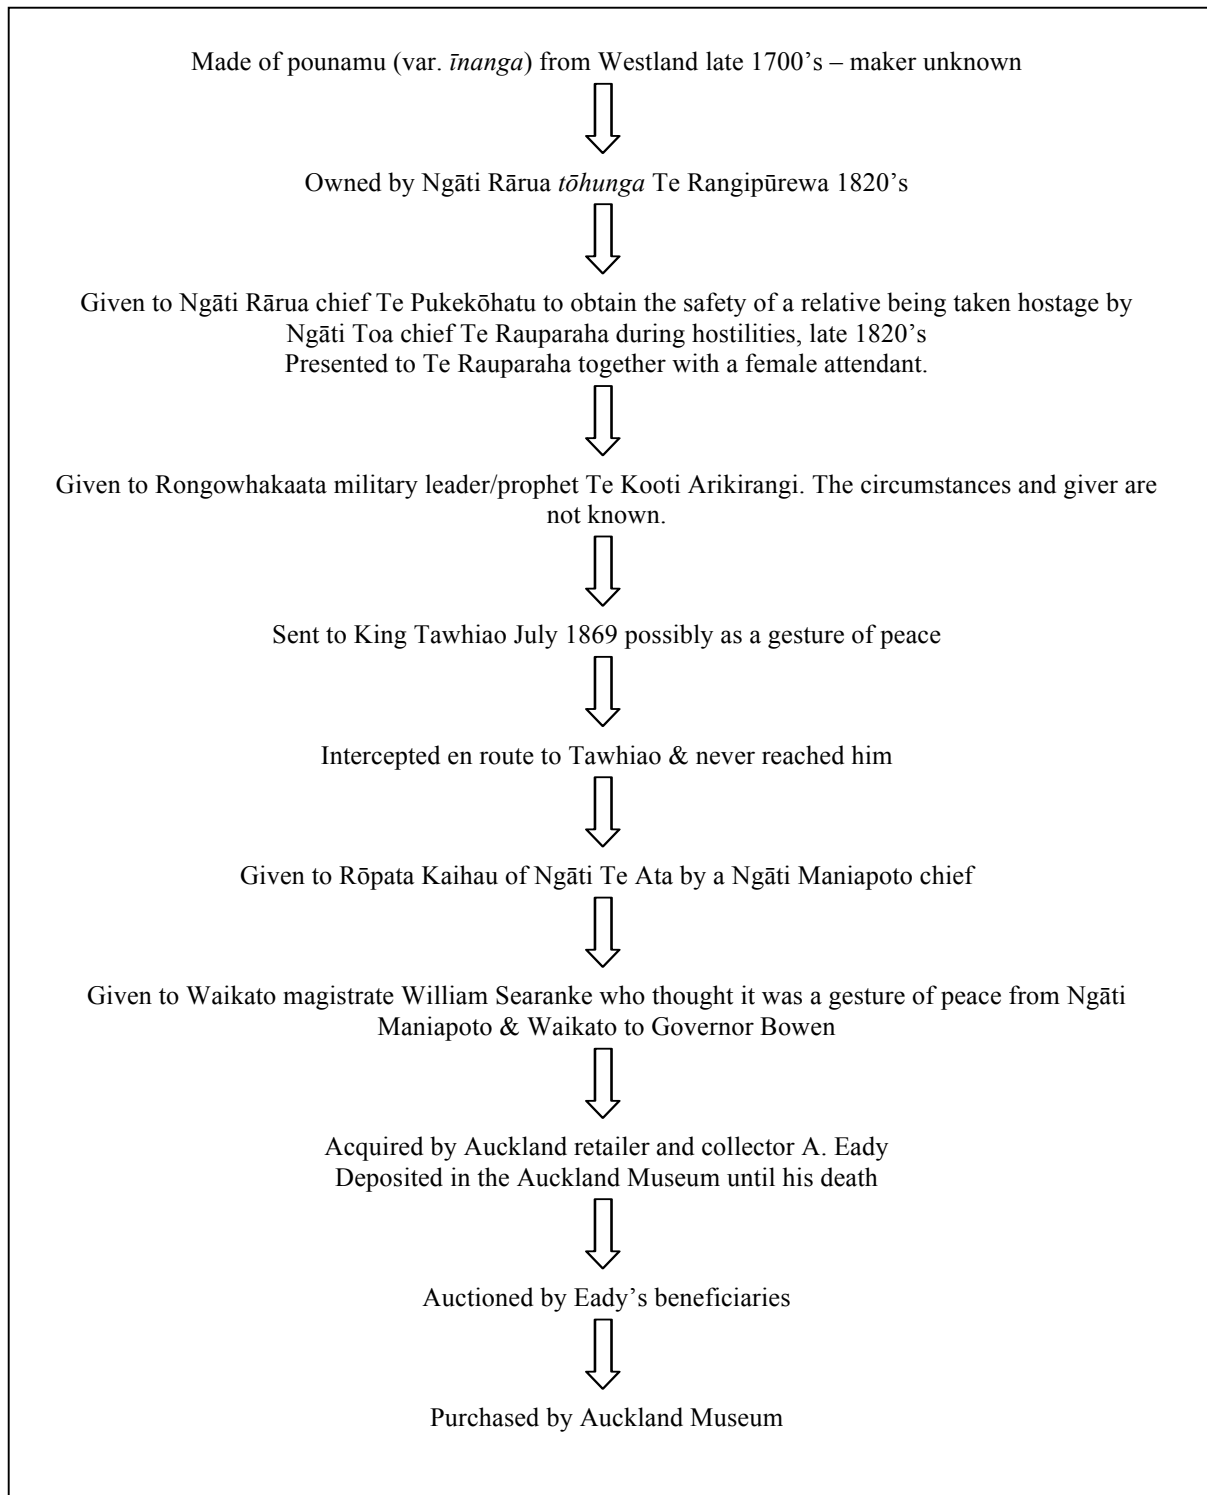 Made of pounamu (var. īnanga) from Westland late 1700’s – maker unknown
Owned by Ngāti Rārua tōhunga Te Rangipūrewa 1820’s
Given to Ngāti Rārua chief Te Pukekōhatu to obtain the safety of a relative being taken hostage by
Ngāti Toa chief Te Rauparaha during hostilities, late 1820’s
Presented to Te Rauparaha together with a female attendant.
Given to Rongowhakaata military leader/prophet Te Kooti Arikirangi. The circumstances and giver are
not known.
Sent to King Tawhiao July 1869 possibly as a gesture of peace
Intercepted en route to Tawhiao & never reached him
Given to Rōpata Kaihau of Ngāti Te Ata by a Ngāti Maniapoto chief
Given to Waikato magistrate William Searanke who thought it was a gesture of peace from Ngāti
Maniapoto & Waikato to Governor Bowen
Acquired by Auckland retailer and collector A. Eady
Deposited in the Auckland Museum until his death
Auctioned by Eady’s beneficiaries
Purchased by Auckland Museum